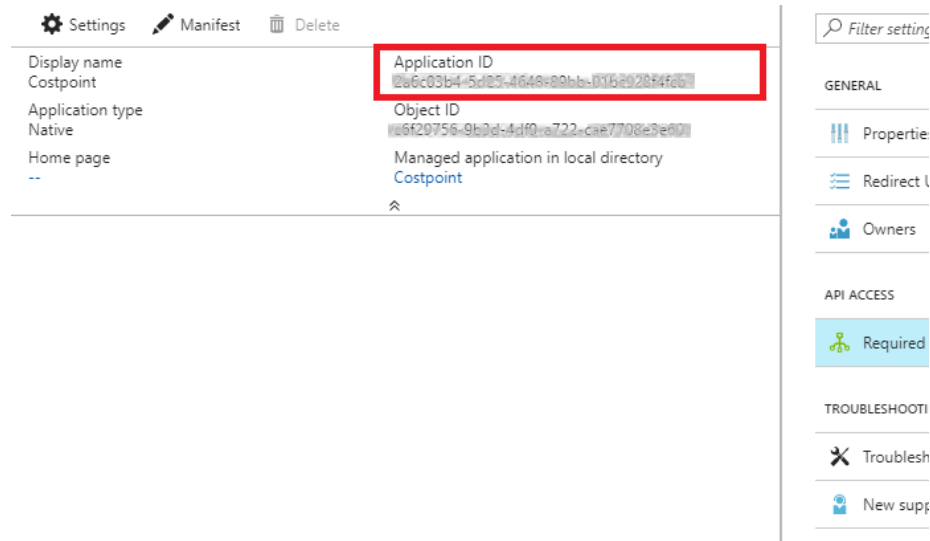 Settings Manifest Delete
Display name
Costpoint
Application type
Native
Home page
--
Application ID
Object ID
Managed application in local directory
Costpoint
Filter setting
GENERAL
Properties
Redirect U
Owners
API ACCESS
Required
TROUBLESHOOTI
Troublesh
New supp